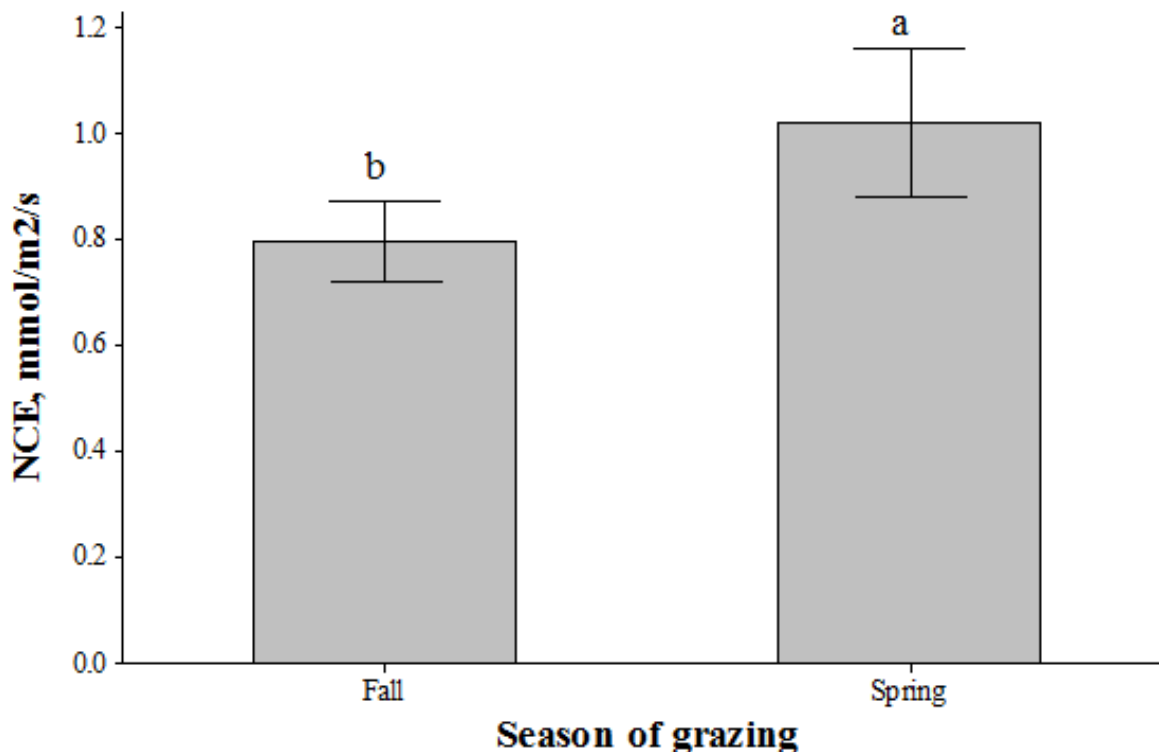 NCE, mmol/m2/s
1.2
1.0
0.8
0.6
0.4
0.2
0.0
b
a
Fall
Spring
Season of grazing